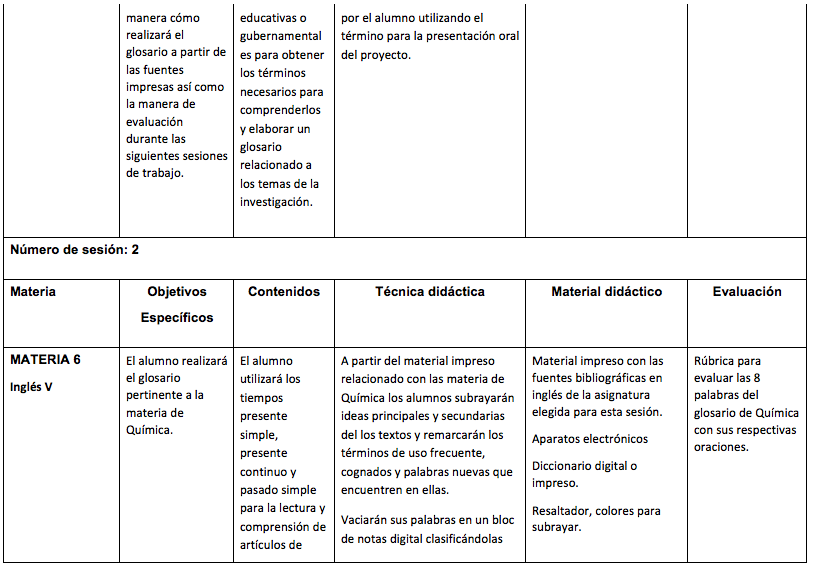 manera cómo
realizará el
glosario a partir de
las fuentes
impresas así como
la manera de
evaluación
durante las
siguientes sesiones
de trabajo.
educativas o
gubernamental
es para obtener
los términos
necesarios para
comprenderlos
y elaborar un
glosario
relacionado a
los temas de la
investigación.
por el alumno utilizando el
término para la presentación oral
del proyecto.
Número de sesión: 2
Materia
Objetivos
Específicos
Contenidos
Técnica didáctica
Material didáctico
Evaluación
MATERIA 6
Inglés V
El alumno realizará
el glosario
pertinente a la
materia de
Química.
El alumno
utilizará los
tiempos
presente
simple,
presente
continuo y
pasado simple
para la lectura y
comprensión de
artículos de
A partir del material impreso
relacionado con las materia de
Química los alumnos subrayarán
ideas principales y secundarias
del los textos y remarcarán los
términos de uso frecuente,
cognados y palabras nuevas que
encuentren en ellas.
Vaciarán sus palabras en un bloc
de notas digital clasificándolas
Material impreso con las
fuentes bibliográficas en
inglés de la asignatura
elegida para esta sesión.
Aparatos electrónicos
Diccionario digital o
impreso.
Resaltador, colores para
subrayar.
Rúbrica para
evaluar las 8
palabras del
glosario de Química
con sus respectivas
oraciones.